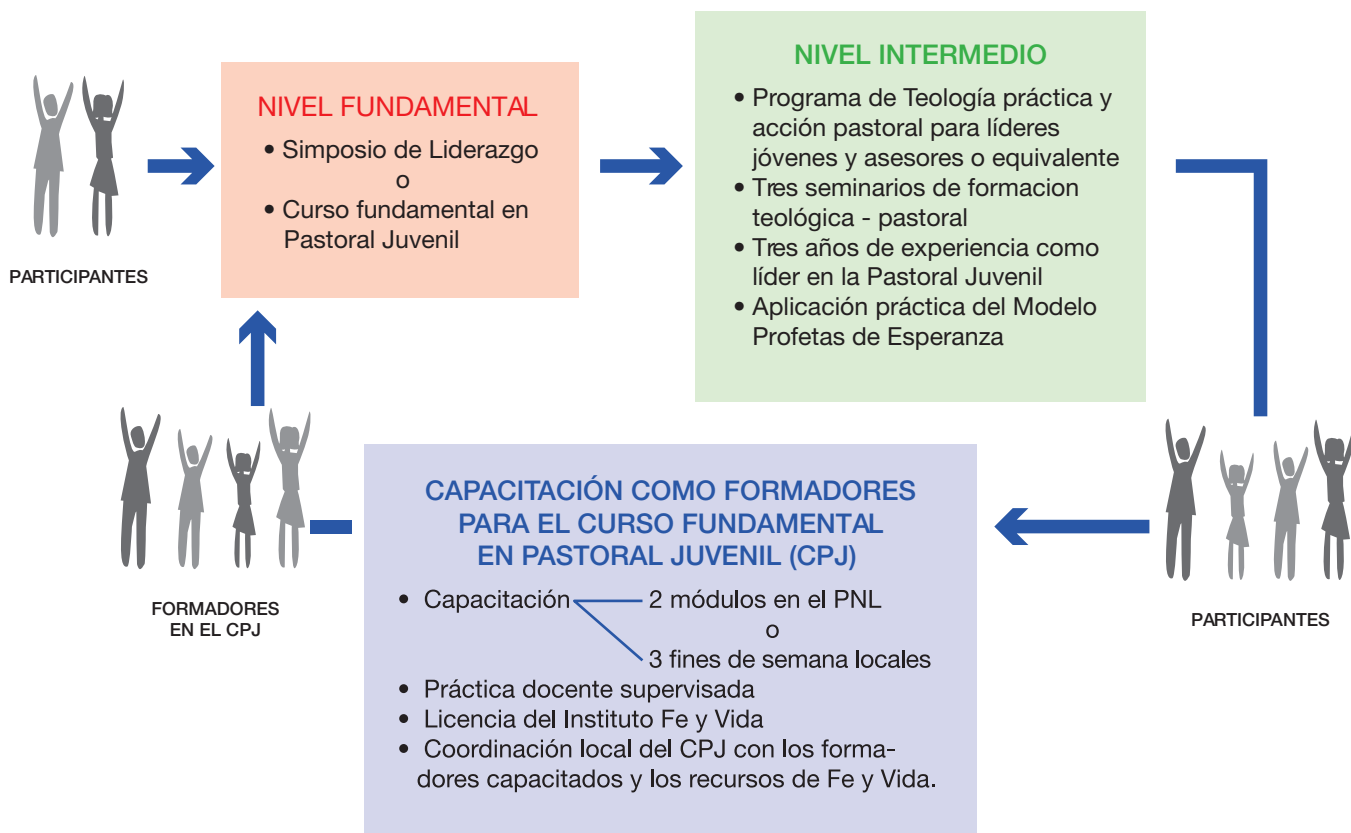 PARTICIPANTES
NIVEL FUNDAMENTAL
• Simposio de Liderazgo
o
• Curso fundamental en
Pastoral Juvenil
NIVEL INTERMEDIO
• Programa de Teología práctica y
acción pastoral para líderes
jóvenes y asesores o equivalente
• Tres seminarios de formacion
teológica - pastoral
• Tres años de experiencia como
líder en la Pastoral Juvenil
• Aplicación práctica del Modelo
Profetas de Esperanza
PARTICIPANTES
CAPACITACIÓN COMO FORMADORES
PARA EL CURSO FUNDAMENTAL
EN PASTORAL JUVENIL (CPJ)
• Capacitación 2 módulos en el PNL
o
3 fines de semana locales
• Práctica docente supervisada
• Licencia del Instituto Fe y Vida
• Coordinación local del CPJ con los forma-
dores capacitados y los recursos de Fe y Vida.
FORMADORES
EN EL CPJ